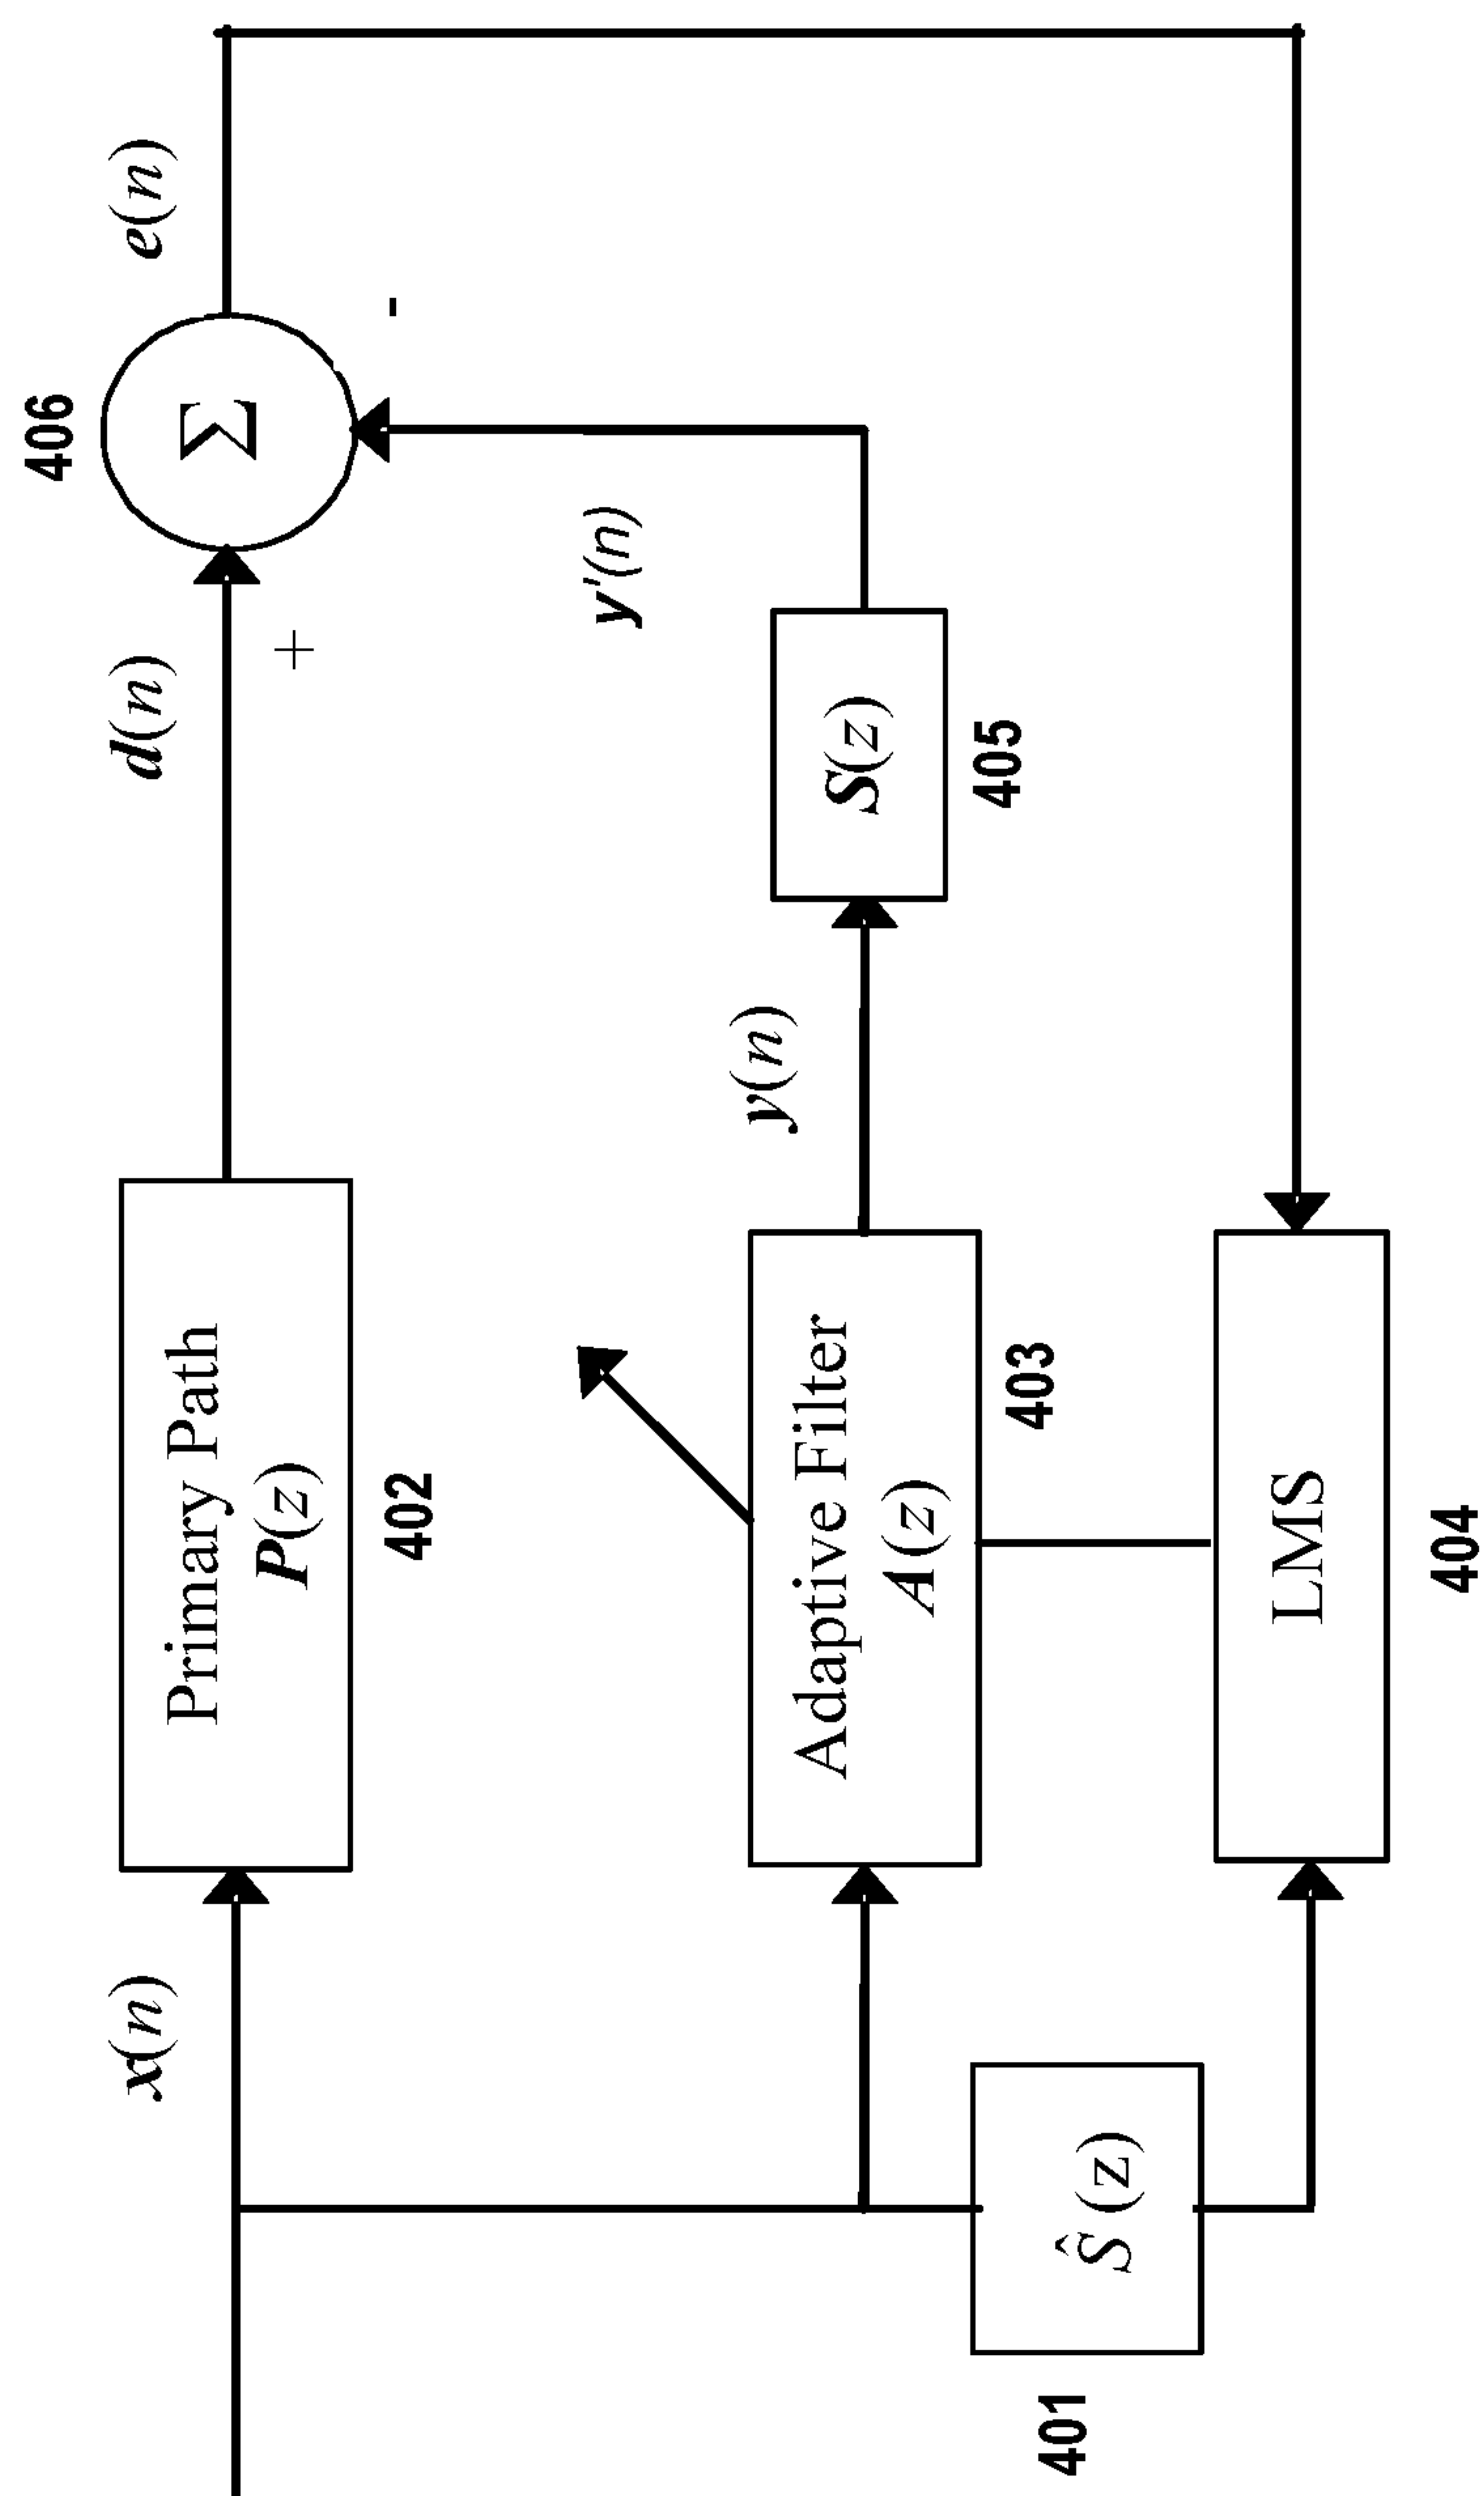 406
x(n)
d(n)
e(n)
Primary Path
P(z)
+
Σ
-
402
y'(n)
y(n)
Adaptive Filter
A(z)
S(z)
403
405
Ŝ(z)
401
LMS
404